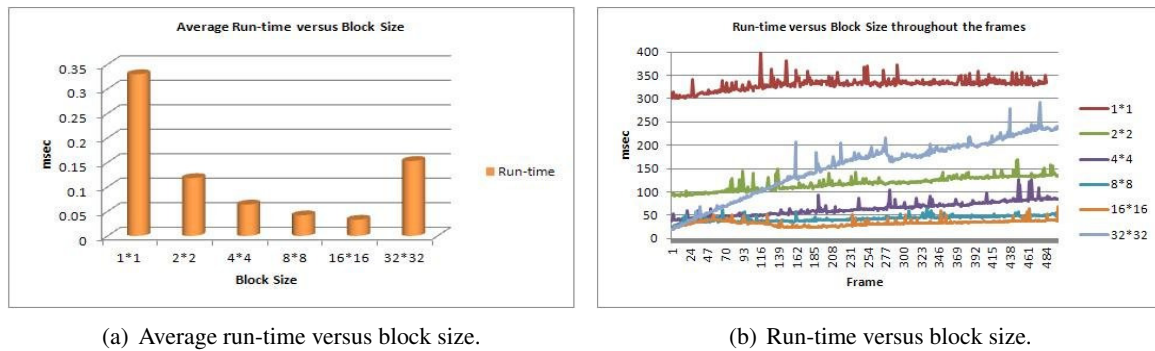 Average Run-time versus Block Size
0.35
0.3
0.25
0.2
0.15
0.1
0.05
0
msec
1*1 2*2 4*4 8*8 16*16 32*32
Block Size
Run-time
(a) Average run-time versus block size.
Run-time versus Block Size throughout the frames
400
350
300
250
200
150
100
50
0
msec
1 24 47 70 93 116 139 162 185 208 231 254 277 300 323 346 369 392 415 438 461 484
Frame
1*1
2*2
4*4
8*8
16*16
32*32
(b) Run-time versus block size.